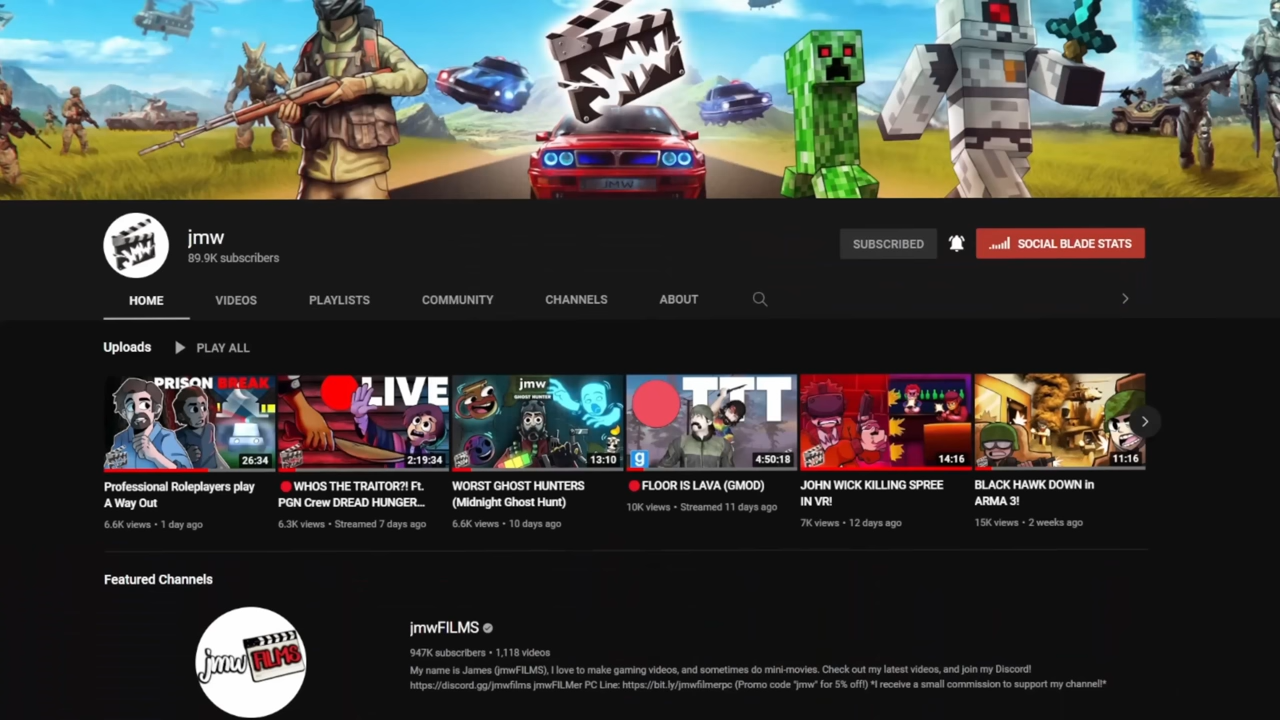 JMW
jmw
89.9K subscribers
SUBSCRIBED
SOCIAL BLADE STATS
HOME
VIDEOS
PLAYLISTS
COMMUNITY
CHANNELS
ABOUT
Uploads
PLAY ALL
PRISON BREAK
26:34
LIVE
2:19:34
jmw
GHOST HUNTER
13:10
TTT
g
4:50:18
14:16
11:16
Professional Roleplayers play
A Way Out
6.6K views • 1 day ago
WHOS THE TRAITOR?! Ft.
PGN Crew DREAD HUNGER...
6.3K views • Streamed 7 days ago
WORST GHOST HUNTERS
(Midnight Ghost Hunt)
6.6K views • 10 days ago
FLOOR IS LAVA (GMOD)
10K views • Streamed 11 days ago
JOHN WICK KILLING SPREE
IN VR!
7K views • 12 days ago
BLACK HAWK DOWN in
ARMA 3!
15K views • 2 weeks ago
Featured Channels
jmw FILMS
jmwFILMS
947K subscribers • 1,118 videos
My name is James (jmwFILMS), I love to make gaming videos, and sometimes do mini-movies. Check out my latest videos, and join my Discord!
https://discord.gg/jmwfilms jmwFILMer PC Line: https://bit.ly/jmwfilmerpc (Promo code "jmw" for 5% off!) *I receive a small commission to support my channel!*